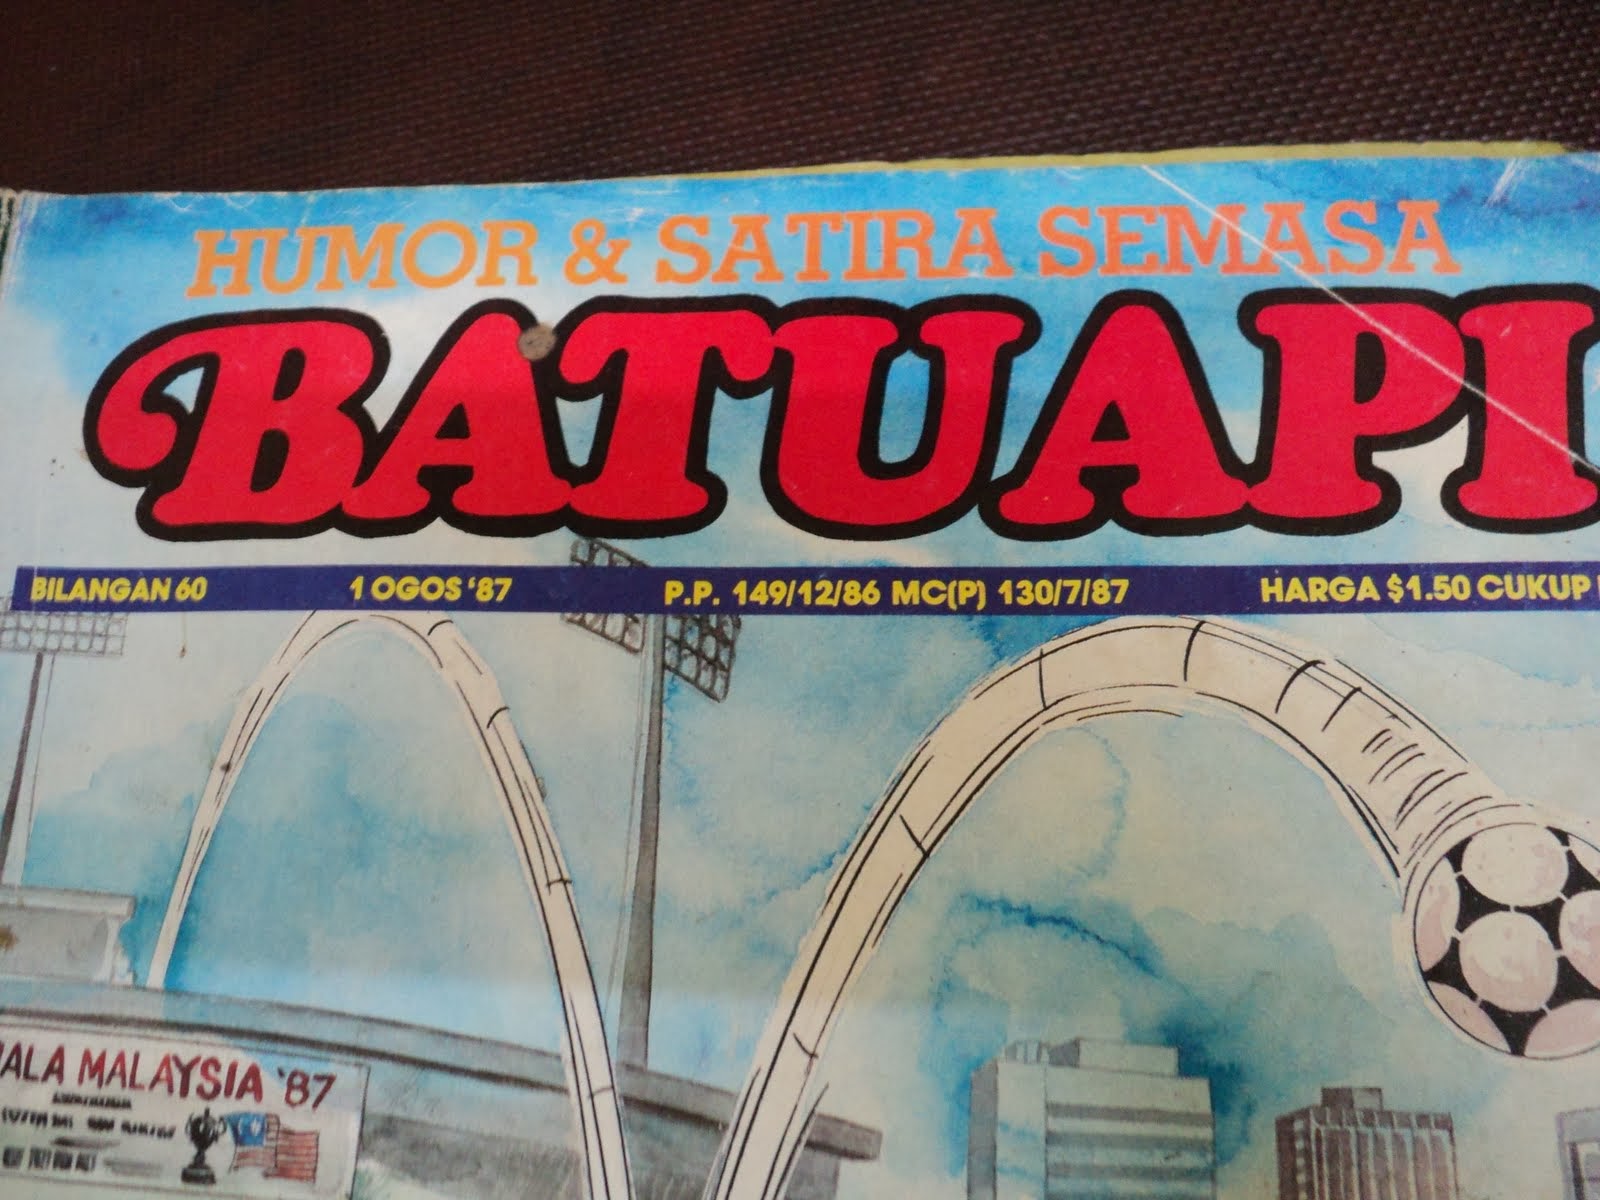 HUMOR & SATIRA SEMASA
BATUAPI
BILANGAN 60 1 OGOS '87 P.P. 149/12/86 MC(P) 130/7/87 HARGA $1.50 CUKUP
ALA MALAYSIA '87